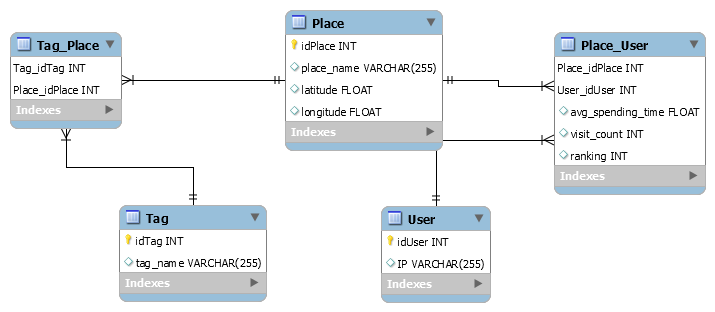 Tag_Place
Tag_idTag INT
Place_idPlace INT
Indexes
Place
idPlace INT
place_name VARCHAR(255)
latitude FLOAT
longitude FLOAT
Indexes
Place_User
Place_idPlace INT
User_idUser INT
avg_spending_time FLOAT
visit_count INT
ranking INT
Indexes
Tag
idTag INT
tag_name VARCHAR(255)
Indexes
User
idUser INT
IP VARCHAR(255)
Indexes